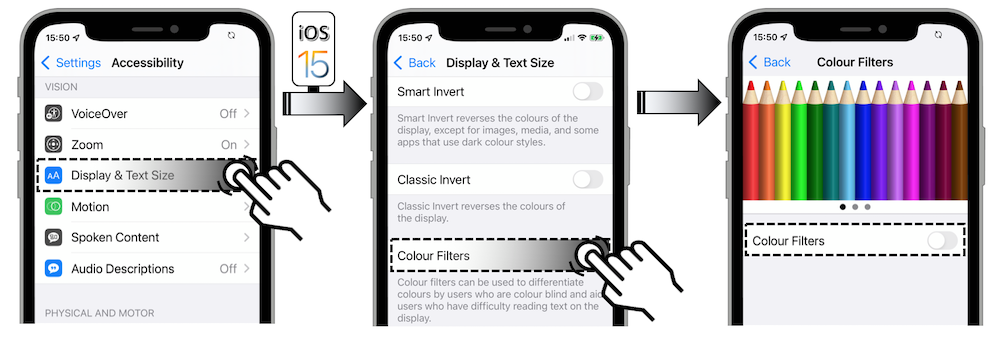 15:50
Settings Accessibility
VISION
VoiceOver Off
Zoom On
AA Display & Text Size
Motion
Spoken Content
Audio Descriptions Off
PHYSICAL AND MOTOR
iOS
15
15:50
Back Display & Text Size
Smart Invert
Smart Invert reverses the colours of the
display, except for images, media, and some
apps that use dark colour styles.
Classic Invert
Classic Invert reverses the colours of
the display.
Colour Filters
Colour filters can be used to differentiate
colours by users who are colour blind and aid
users who have difficulty reading text on the
display.
15:50
Back Colour Filters
Colour Filters